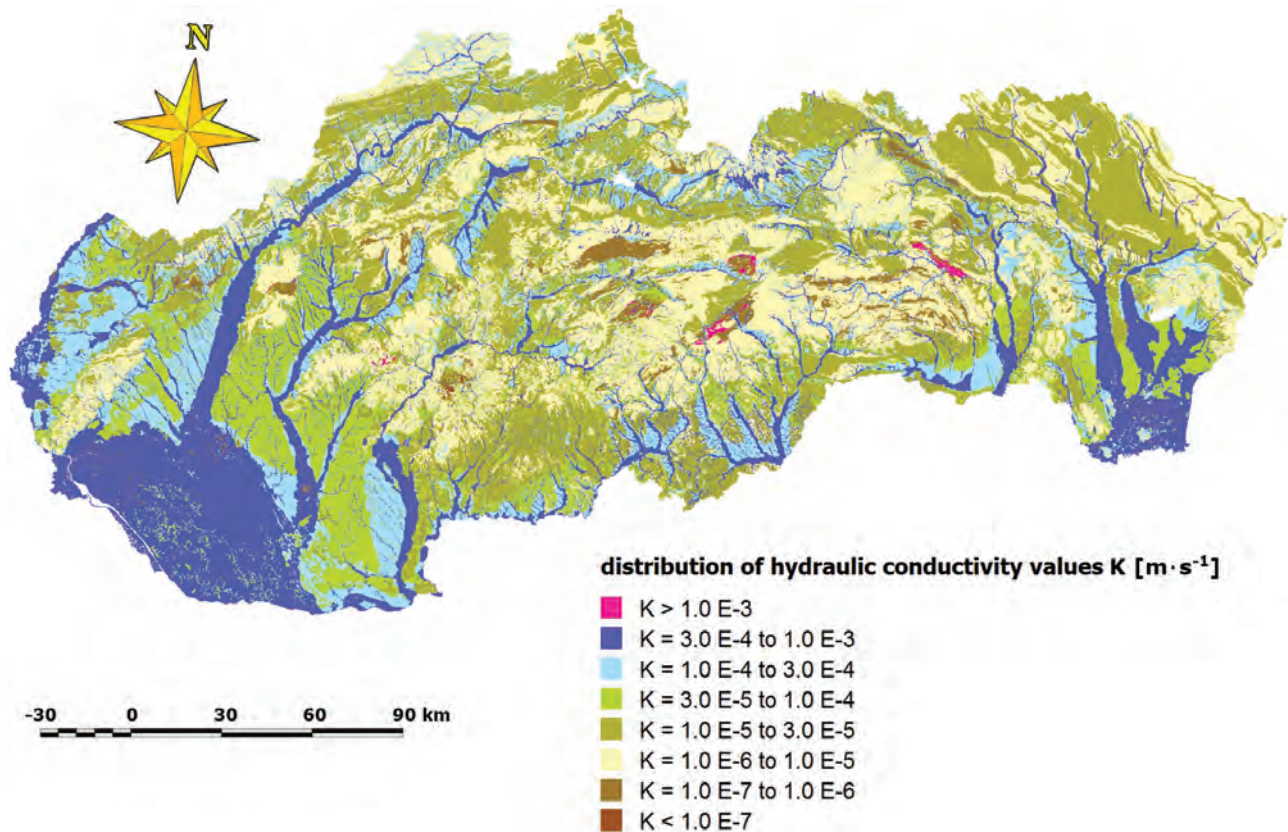 N
distribution of hydraulic conductivity values K [m·s⁻¹]
K > 1.0 E-3
K = 3.0 E-4 to 1.0 E-3
K = 1.0 E-4 to 3.0 E-4
K = 3.0 E-5 to 1.0 E-4
K = 1.0 E-5 to 3.0 E-5
K = 1.0 E-6 to 1.0 E-5
K = 1.0 E-7 to 1.0 E-6
K < 1.0 E-7
-30 0 30 60 90 km